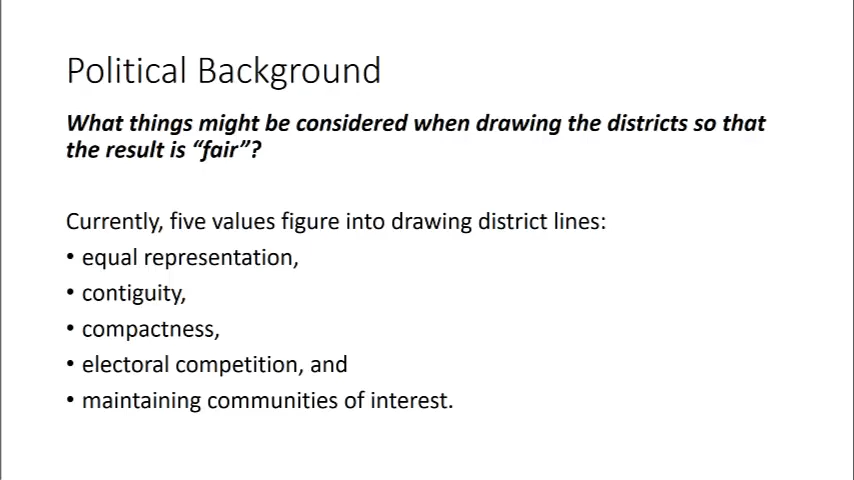 Political Background
What things might be considered when drawing the districts so that
the result is “fair”?
Currently, five values figure into drawing district lines:
• equal representation,
• contiguity,
• compactness,
• electoral competition, and
• maintaining communities of interest.